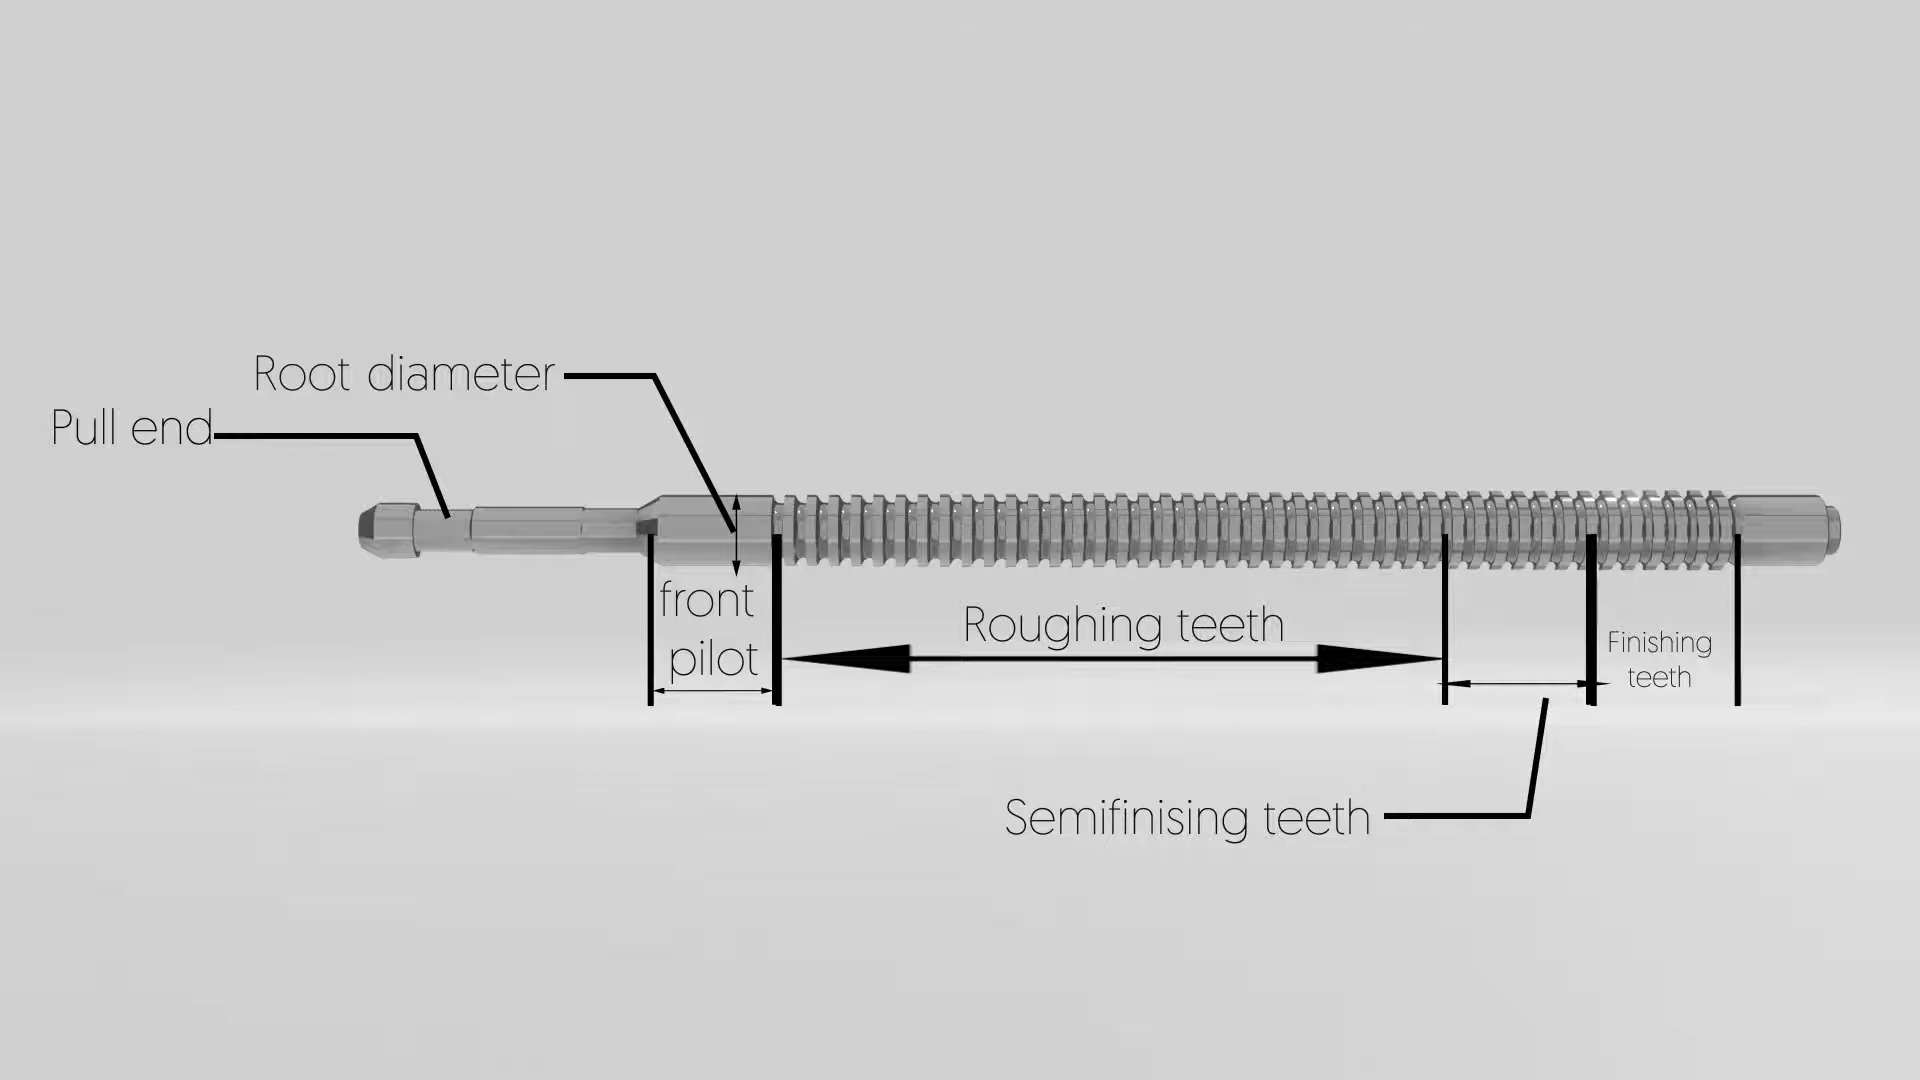 Root diameter
Pull end
front
pilot
Roughing teeth
Finishing
teeth
Semifinising teeth